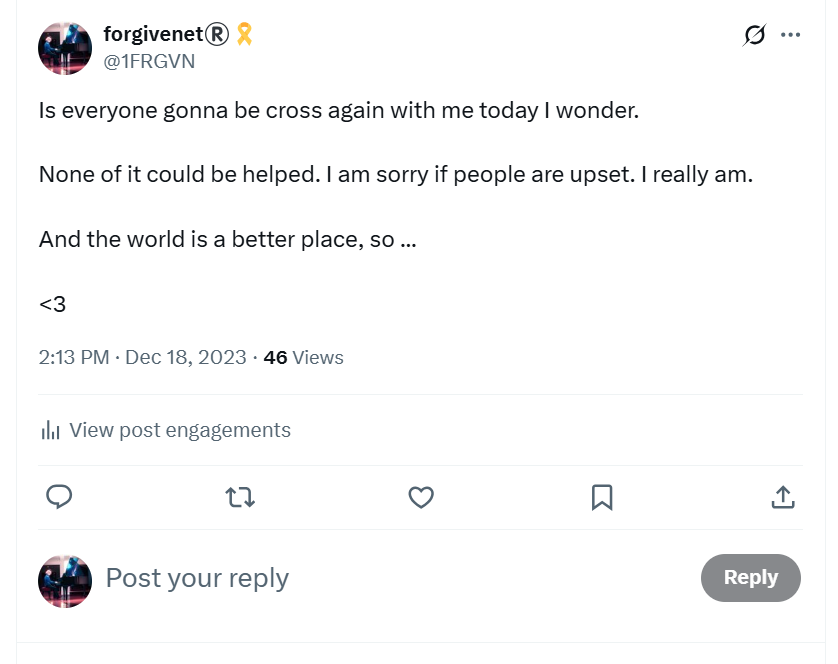 forgivenet® 🎗
@1FRGVN
Is everyone gonna be cross again with me today I wonder.
None of it could be helped. I am sorry if people are upset. I really am.
And the world is a better place, so ...
<3
2:13 PM · Dec 18, 2023 · 46 Views
View post engagements
Post your reply
Reply